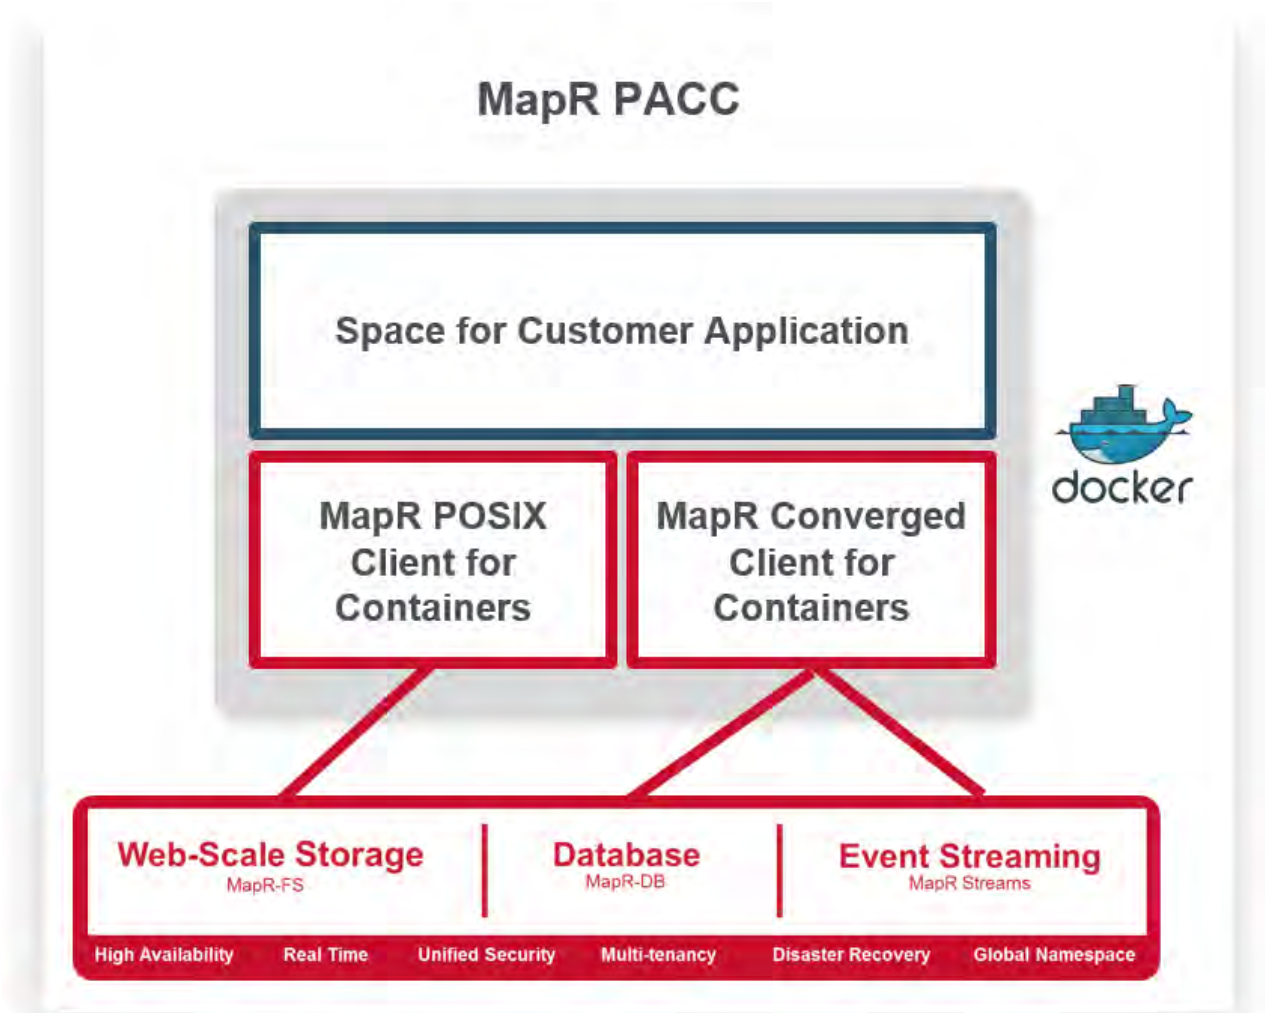 MapR PACC
Space for Customer Application
docker
MapR POSIX
Client for
Containers
MapR Converged
Client for
Containers
Web-Scale Storage
MapR-FS
Database
MapR-DB
Event Streaming
MapR Streams
High Availability
Real Time
Unified Security
Multi-tenancy
Disaster Recovery
Global Namespace